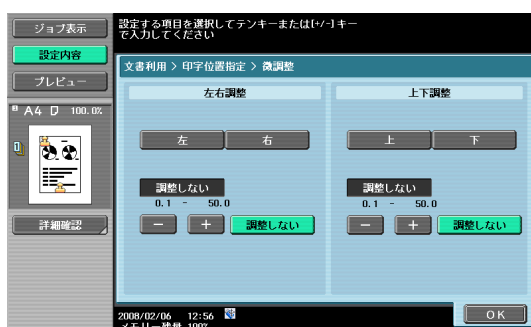 ジョブ表示
設定する項目を選択してテンキーまたは[+/-]キー
で入力してください
設定内容
プレビュー
文書利用 > 印字位置指定 > 微調整
左右調整
上下調整
A4 100.0%
左 右
上 下
1
調整しない
0.1 - 50.0
- + 調整しない
調整しない
0.1 - 50.0
- + 調整しない
詳細確認
2008/02/06 12:56
メモリー残量 100%
OK